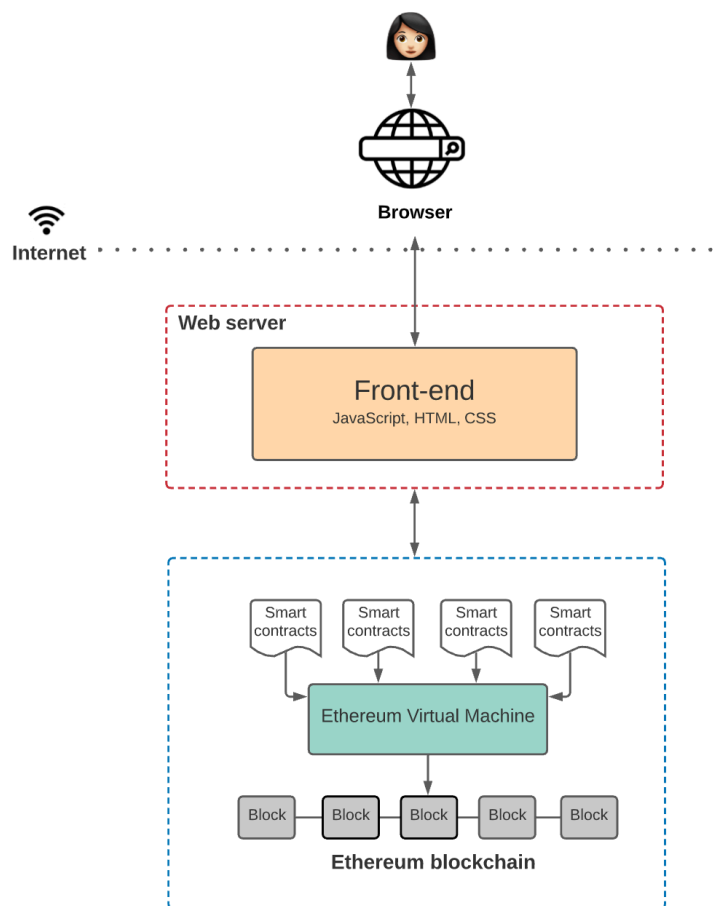 Browser
Internet
Web server
Front-end
JavaScript, HTML, CSS
Smart
contracts
Smart
contracts
Smart
contracts
Smart
contracts
Ethereum Virtual Machine
Block
Block
Block
Block
Block
Ethereum blockchain